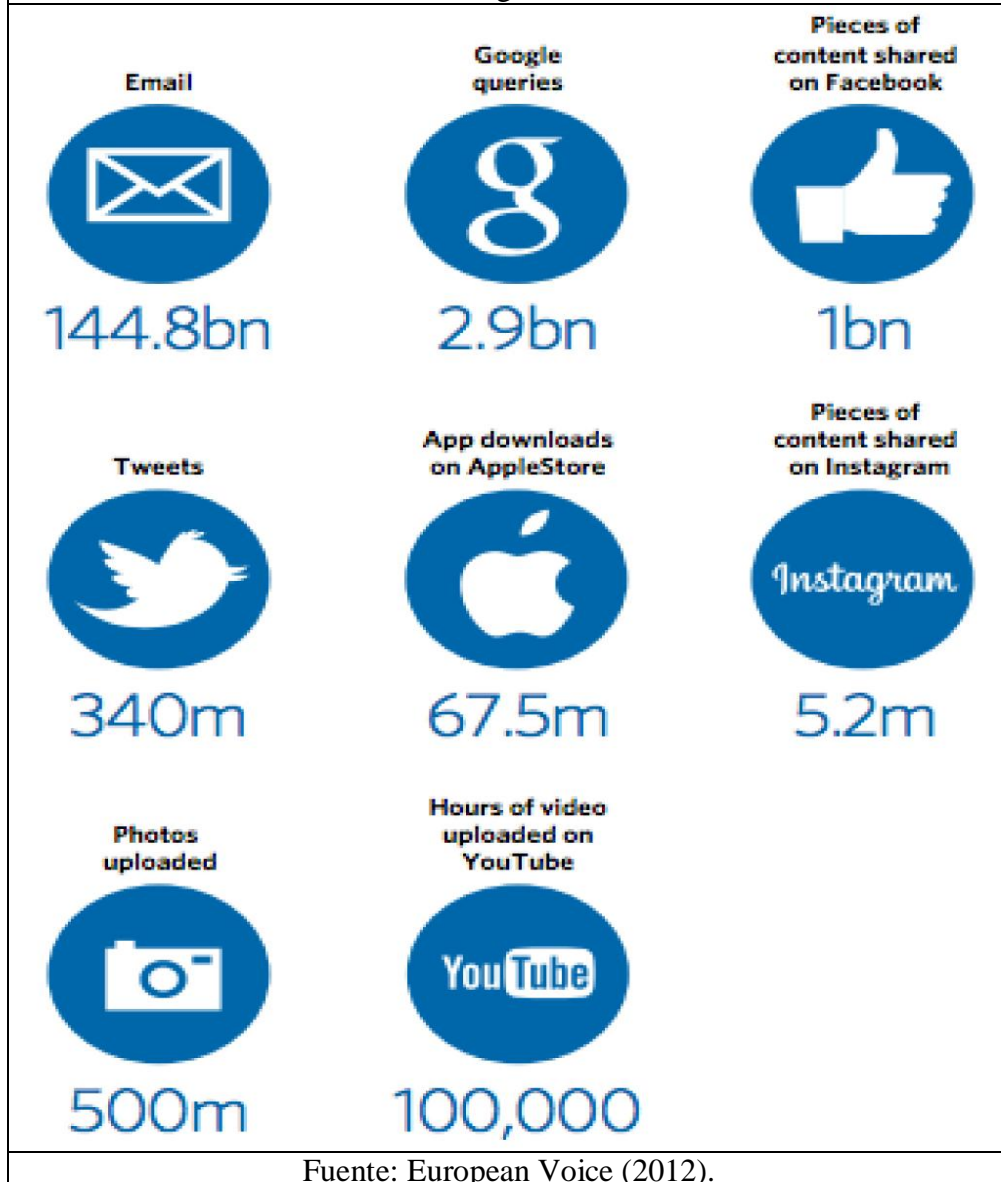 Email
144.8bn
Google
queries
2.9bn
Pieces of
content shared
on Facebook
1bn
Tweets
340m
App downloads
on AppleStore
67.5m
Pieces of
content shared
on Instagram
Instagram
5.2m
Photos
uploaded
500m
Hours of video
uploaded on
YouTube
YouTube
100,000
Fuente: European Voice (2012).